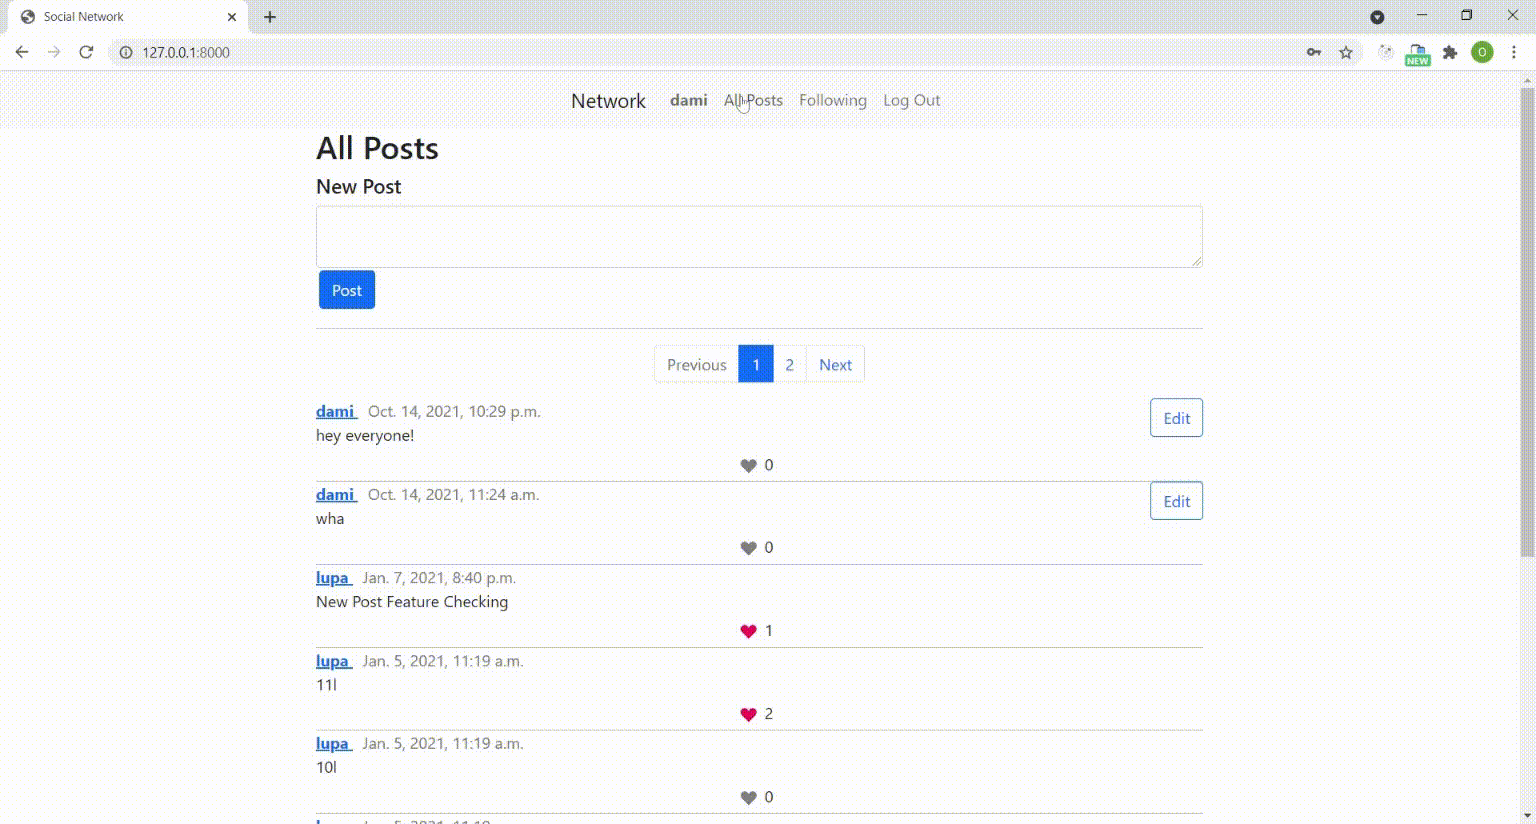 Social Network
127.0.0.1:8000
NEW
O
Network dami All Posts Following Log Out
All Posts
New Post
Post
Previous 1 2 Next
dami Oct. 14, 2021, 10:29 p.m. Edit
hey everyone!
0
dami Oct. 14, 2021, 11:24 a.m. Edit
wha
0
lupa Jan. 7, 2021, 8:40 p.m.
New Post Feature Checking
1
lupa Jan. 5, 2021, 11:19 a.m.
11l
2
lupa Jan. 5, 2021, 11:19 a.m.
10l
0